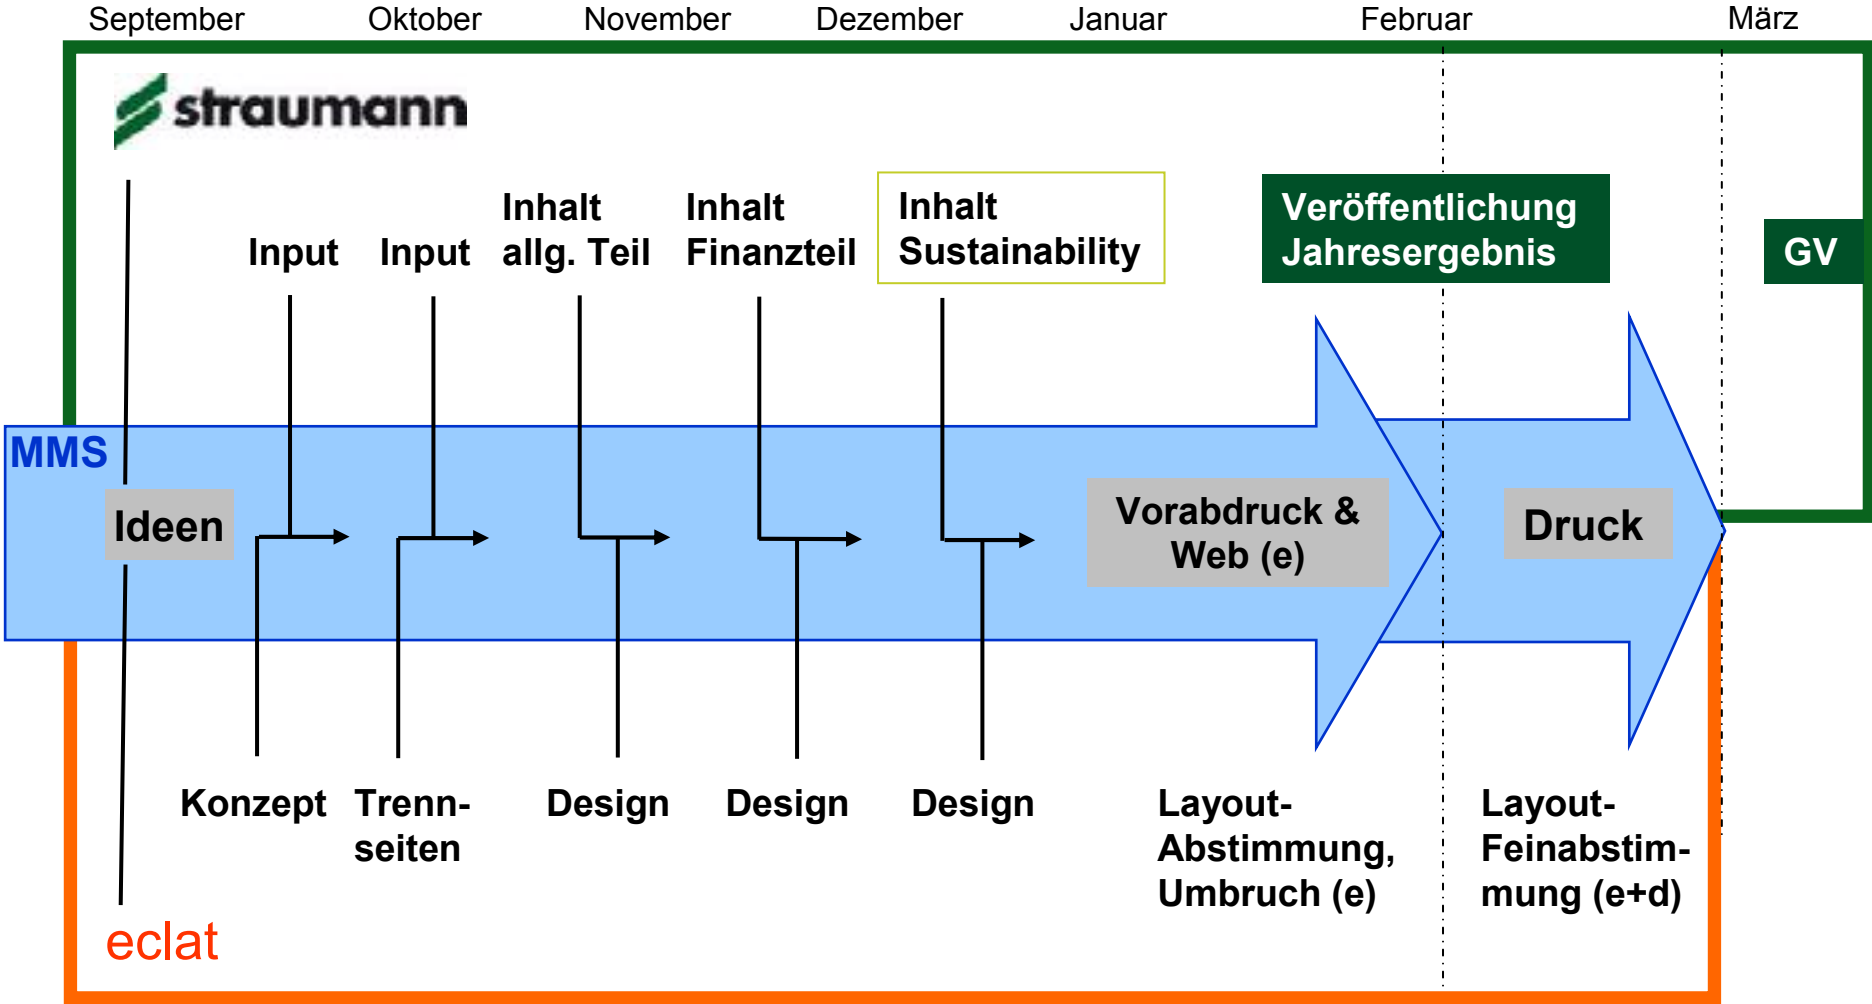 September Oktober November Dezember Januar Februar März
straumann
Inhalt Inhalt Inhalt Veröffentlichung
Input Input allg. Teil Finanzteil Sustainability Jahresergebnis GV
MMS
Ideen Vorabdruck & Druck
Web (e)
Konzept Trenn- Design Design Design Layout- Layout-
seiten Abstimmung, Feinabstim-
Umbruch (e) mung (e+d)
eclat